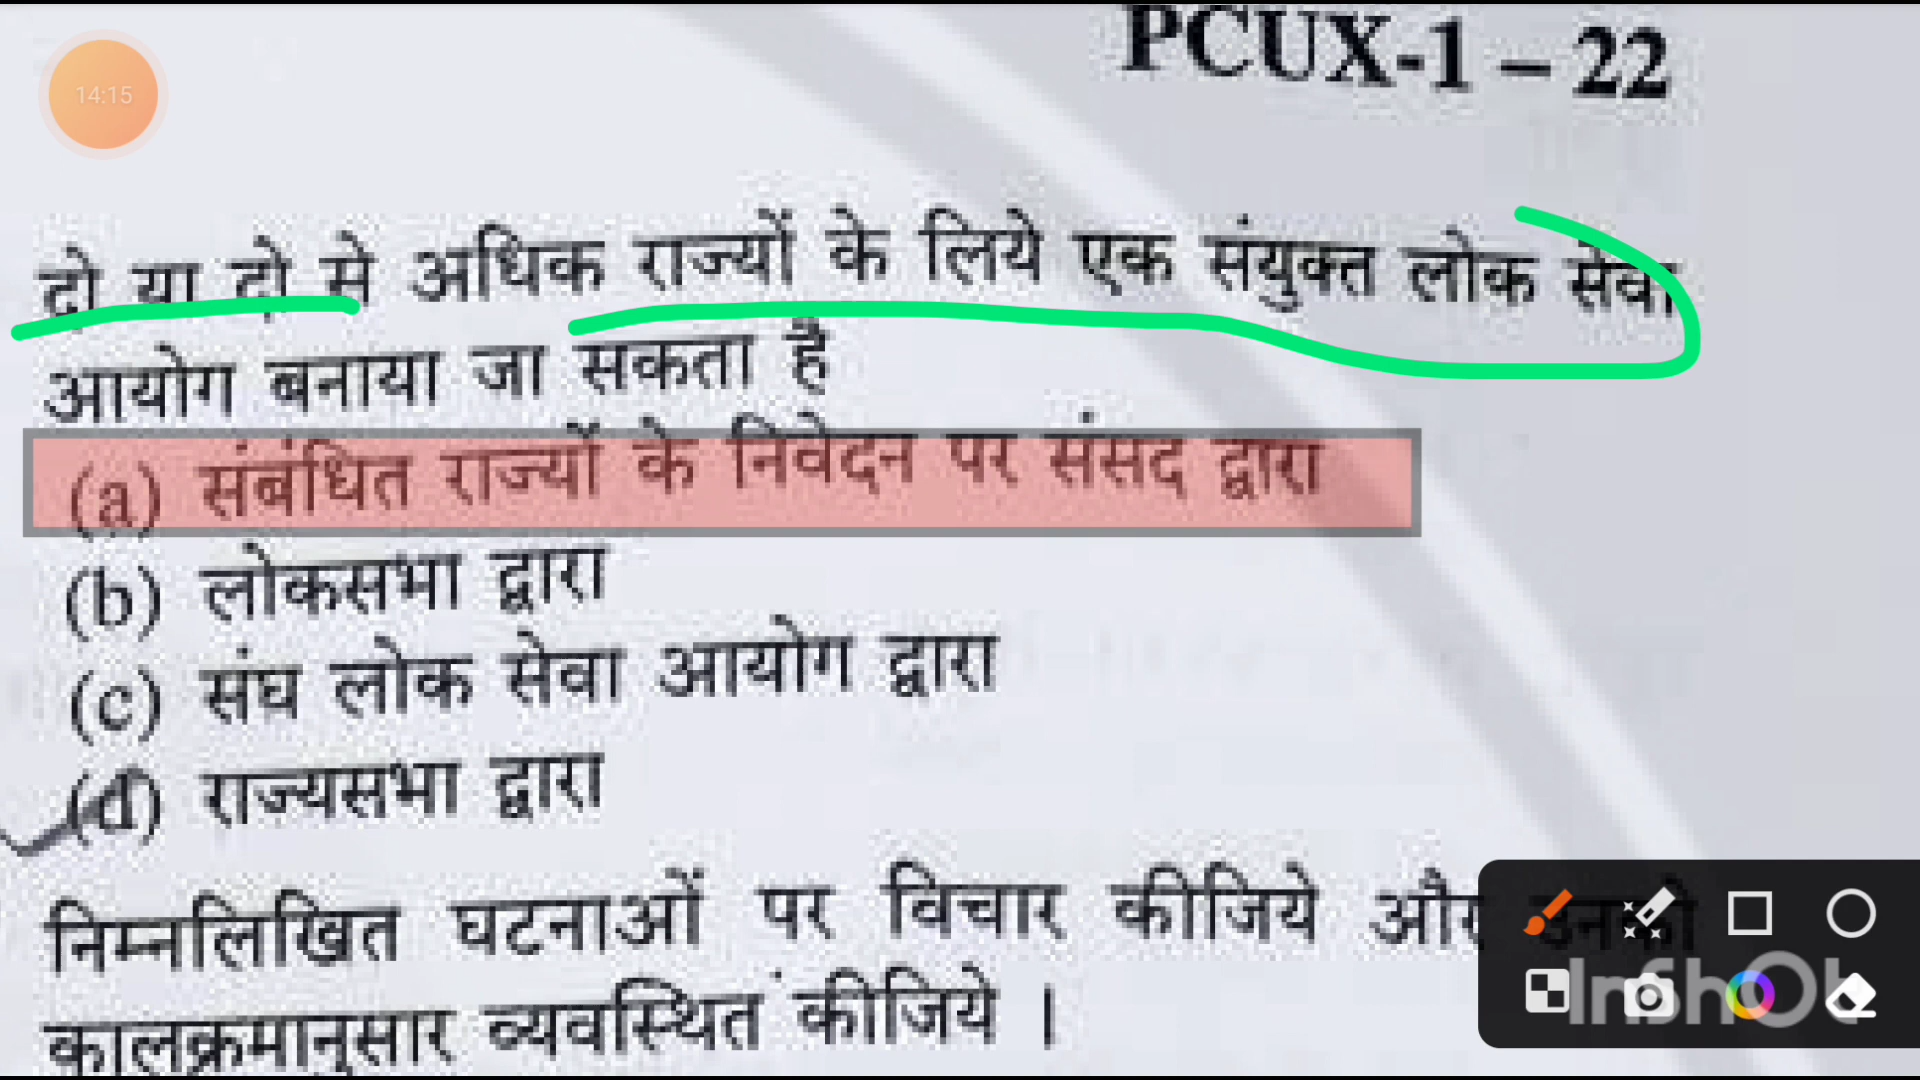 PCUX-1 – 22
14:15
दो या दो से अधिक राज्यों के लिये एक संयुक्त लोक सेवा
आयोग बनाया जा सकता है
(a) संबंधित राज्यों के निवेदन पर संसद द्वारा
(b) लोकसभा द्वारा
(c) संघ लोक सेवा आयोग द्वारा
(d) राज्यसभा द्वारा
निम्नलिखित घटनाओं पर विचार कीजिये और उनको
कालक्रमानुसार व्यवस्थित कीजिये ।
InShot